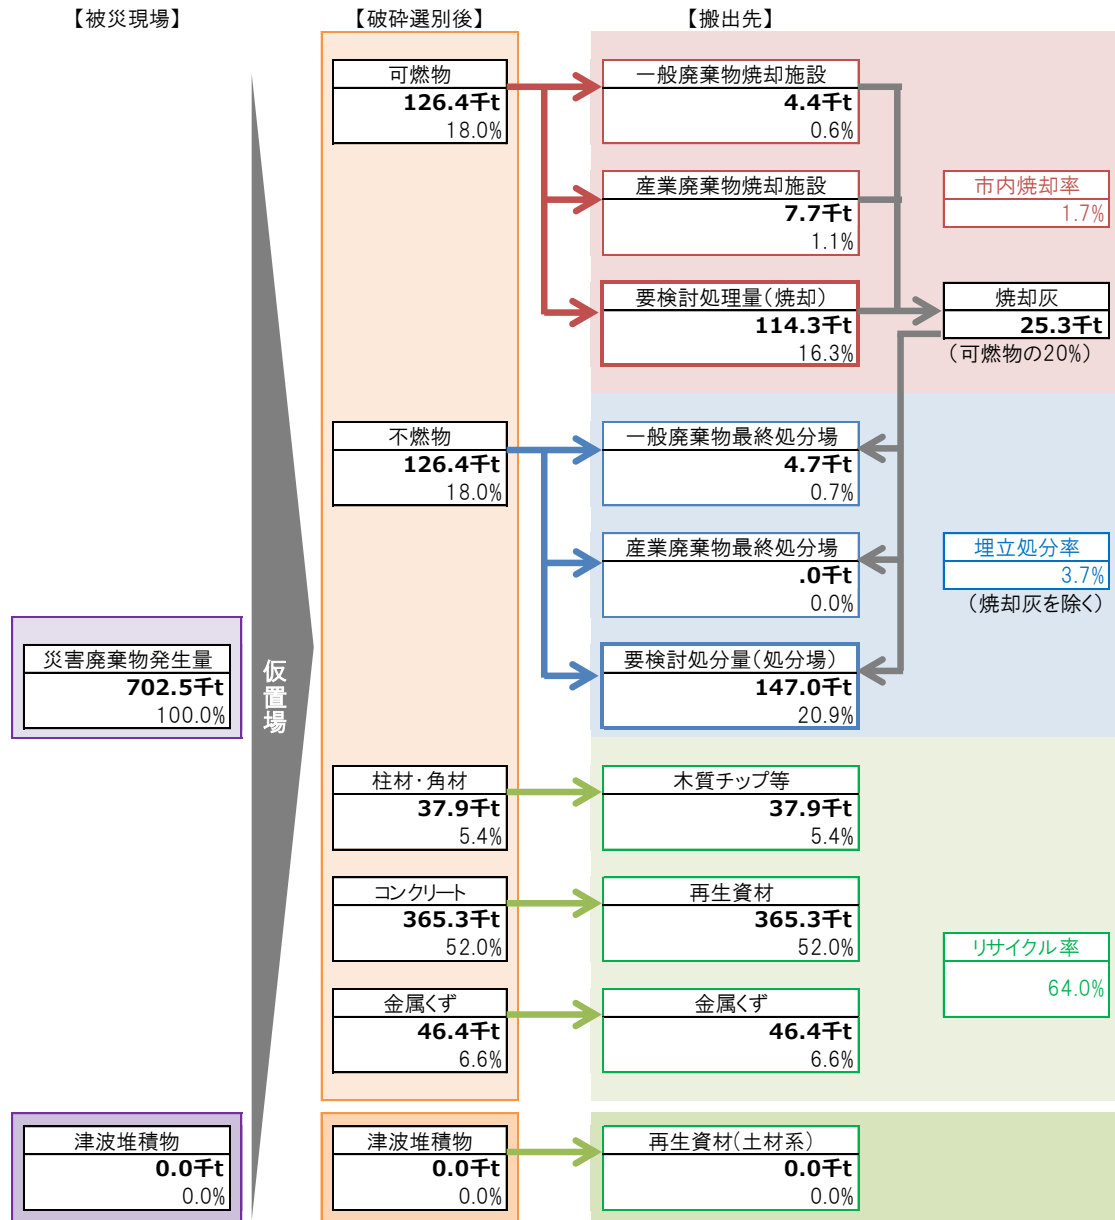 【被災現場】
【破砕選別後】
【搬出先】
災害廃棄物発生量
702.5千t
100.0%
津波堆積物
0.0千t
0.0%
仮置場
可燃物
126.4千t
18.0%
不燃物
126.4千t
18.0%
柱材・角材
37.9千t
5.4%
コンクリート
365.3千t
52.0%
金属くず
46.4千t
6.6%
津波堆積物
0.0千t
0.0%
一般廃棄物焼却施設
4.4千t
0.6%
産業廃棄物焼却施設
7.7千t
1.1%
要検討処理量(焼却)
114.3千t
16.3%
一般廃棄物最終処分場
4.7千t
0.7%
産業廃棄物最終処分場
.0千t
0.0%
要検討処分量(処分場)
147.0千t
20.9%
木質チップ等
37.9千t
5.4%
再生資材
365.3千t
52.0%
金属くず
46.4千t
6.6%
再生資材(土材系)
0.0千t
0.0%
市内焼却率
1.7%
焼却灰
25.3千t
(可燃物の20%)
埋立処分率
3.7%
(焼却灰を除く)
リサイクル率
64.0%